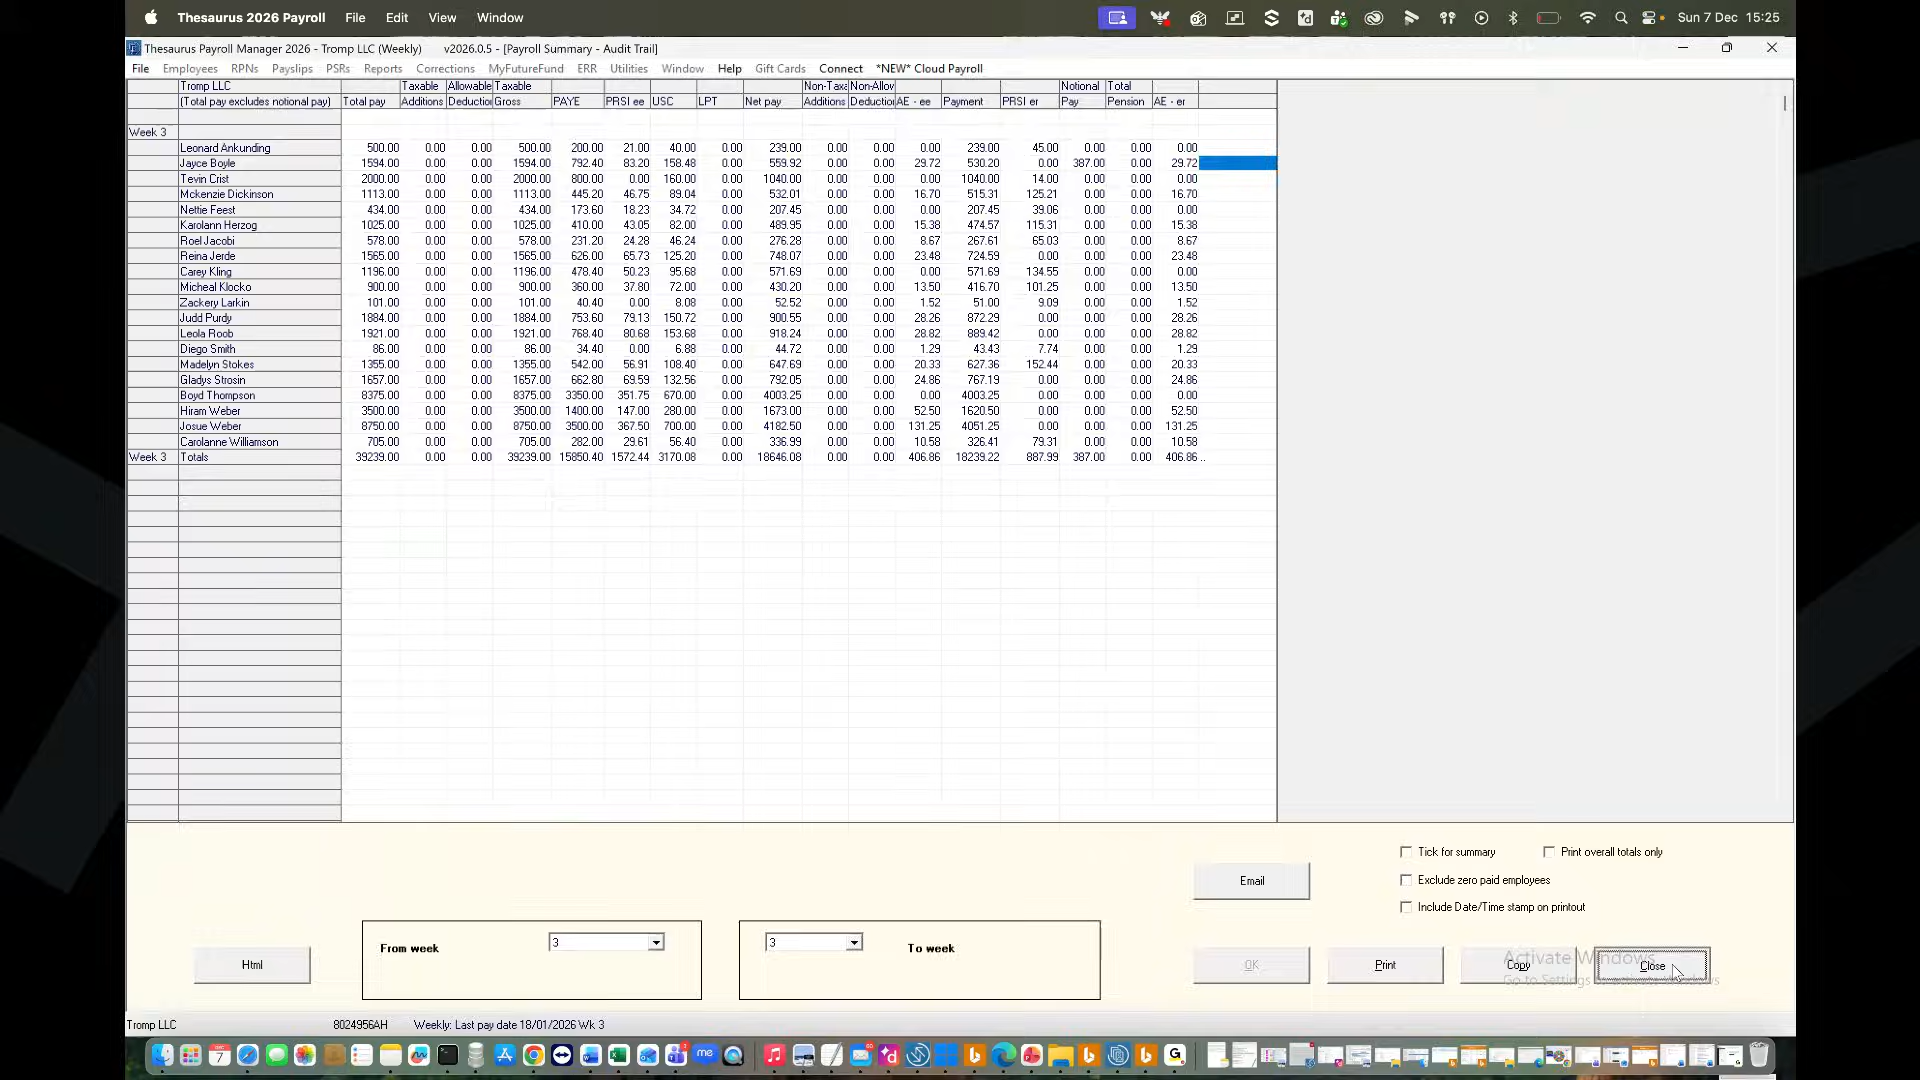 Thesaurus 2026 Payroll File Edit View Window Sun 7 Dec 15:25
Thesaurus Payroll Manager 2026 - Tromp LLC (Weekly) v2026.0.5 - [Payroll Summary - Audit Trail]
File Employees RPNs Payslips PSRs Reports Corrections MyFutureFund ERR Utilities Window Help Gift Cards Connect *NEW* Cloud Payroll
Tromp LLC Taxable Allowable Taxable Non-Taxa Non-Allow Notional Total
(Total pay excludes notional pay) Total pay Additions Deductio Gross PAYE PRSI ee USC LPT Net pay Additions Deductio AE - ee Payment PRSI er Pay Pension AE - er
Week 3
Leonard Ankunding 500.00 0.00 0.00 500.00 200.00 21.00 40.00 0.00 239.00 0.00 0.00 0.00 239.00 45.00 0.00 0.00 0.00
Jayce Boyle 1594.00 0.00 0.00 1594.00 792.40 83.20 158.48 0.00 559.92 0.00 0.00 29.72 530.20 0.00 387.00 0.00 29.72
Tevin Crist 2000.00 0.00 0.00 2000.00 800.00 0.00 160.00 0.00 1040.00 0.00 0.00 0.00 1040.00 14.00 0.00 0.00 0.00
Mckenzie Dickinson 1113.00 0.00 0.00 1113.00 445.20 46.75 89.04 0.00 532.01 0.00 0.00 16.70 515.31 125.21 0.00 0.00 16.70
Nettie Feest 434.00 0.00 0.00 434.00 173.60 18.23 34.72 0.00 207.45 0.00 0.00 0.00 207.45 39.06 0.00 0.00 0.00
Karolann Herzog 1025.00 0.00 0.00 1025.00 410.00 43.05 82.00 0.00 489.95 0.00 0.00 15.38 474.57 115.31 0.00 0.00 15.38
Roel Jacobi 578.00 0.00 0.00 578.00 231.20 24.28 46.24 0.00 276.28 0.00 0.00 8.67 267.61 65.03 0.00 0.00 8.67
Reina Jerde 1565.00 0.00 0.00 1565.00 626.00 65.73 125.20 0.00 748.07 0.00 0.00 23.48 724.59 0.00 0.00 0.00 23.48
Carey Kling 1196.00 0.00 0.00 1196.00 478.40 50.23 95.68 0.00 571.69 0.00 0.00 0.00 571.69 134.55 0.00 0.00 0.00
Micheal Klocko 900.00 0.00 0.00 900.00 360.00 37.80 72.00 0.00 430.20 0.00 0.00 13.50 416.70 101.25 0.00 0.00 13.50
Zackery Larkin 101.00 0.00 0.00 101.00 40.40 0.00 8.08 0.00 52.52 0.00 0.00 1.52 51.00 9.09 0.00 0.00 1.52
Judd Purdy 1884.00 0.00 0.00 1884.00 753.60 79.13 150.72 0.00 900.55 0.00 0.00 28.26 872.29 0.00 0.00 0.00 28.26
Leola Roob 1921.00 0.00 0.00 1921.00 768.40 80.68 153.68 0.00 918.24 0.00 0.00 28.82 889.42 0.00 0.00 0.00 28.82
Diego Smith 86.00 0.00 0.00 86.00 34.40 0.00 6.88 0.00 44.72 0.00 0.00 1.29 43.43 7.74 0.00 0.00 1.29
Madelyn Stokes 1355.00 0.00 0.00 1355.00 542.00 56.91 108.40 0.00 647.69 0.00 0.00 20.33 627.36 152.44 0.00 0.00 20.33
Gladys Strosin 1657.00 0.00 0.00 1657.00 662.80 69.59 132.56 0.00 792.05 0.00 0.00 24.86 767.19 0.00 0.00 0.00 24.86
Boyd Thompson 8375.00 0.00 0.00 8375.00 3350.00 351.75 670.00 0.00 4003.25 0.00 0.00 0.00 4003.25 0.00 0.00 0.00 0.00
Hiram Weber 3500.00 0.00 0.00 3500.00 1400.00 147.00 280.00 0.00 1673.00 0.00 0.00 52.50 1620.50 0.00 0.00 0.00 52.50
Josue Weber 8750.00 0.00 0.00 8750.00 3500.00 367.50 700.00 0.00 4182.50 0.00 0.00 131.25 4051.25 0.00 0.00 0.00 131.25
Carolanne Williamson 705.00 0.00 0.00 705.00 282.00 29.61 56.40 0.00 336.99 0.00 0.00 10.58 326.41 79.31 0.00 0.00 10.58
Week 3 Totals 39239.00 0.00 0.00 39239.00 15850.40 1572.44 3170.08 0.00 18646.08 0.00 0.00 406.86 18239.22 887.99 387.00 0.00 406.86 ..
Tick for summary Print overall totals only
Email Exclude zero paid employees
Include Date/Time stamp on printout
From week 3 3 To week
Html OK Print Copy Close
Activate Windows
Go to Settings to activate Windows
Tromp LLC 8024956AH Weekly: Last pay date 18/01/2026 Wk 3